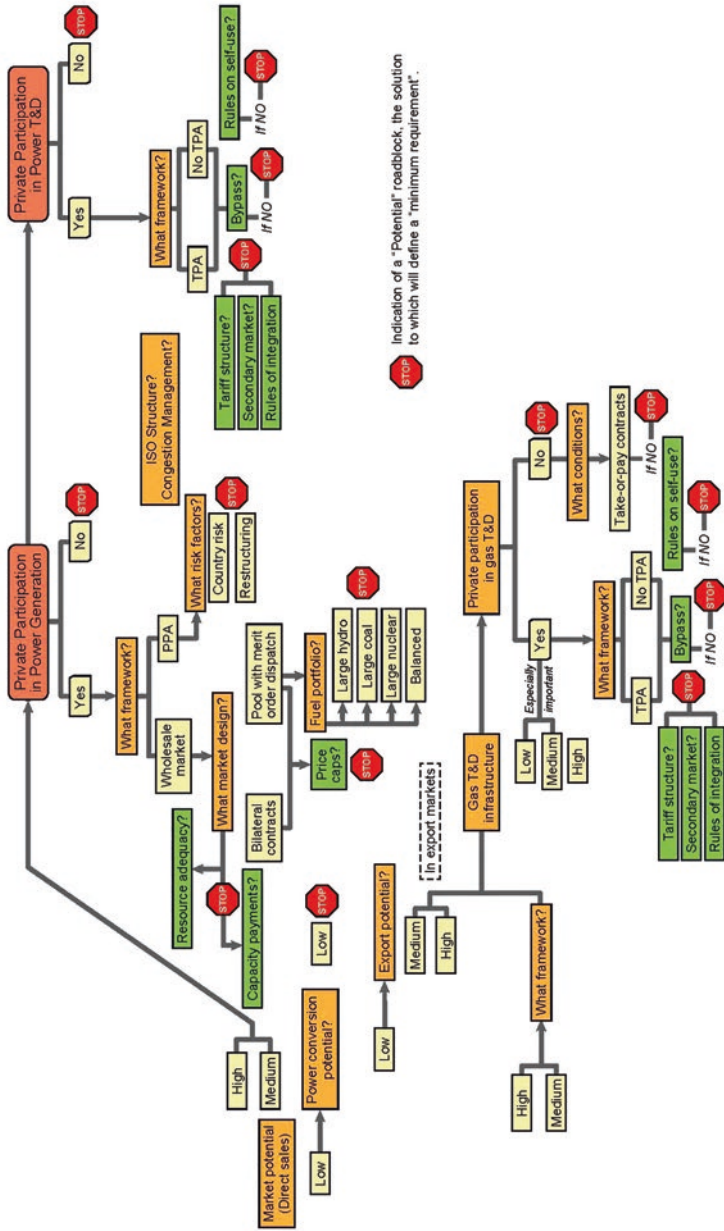 Private Participation
in Power Generation
Yes
No
STOP
What framework?
Wholesale
market
PPA
What risk factors?
Country risk
Restructuring
STOP
What market design?
Resource adequacy?
STOP
Capacity payments?
Bilateral contracts
Pool with merit
order dispatch
Price
caps?
STOP
Fuel portfolio?
Large hydro
Large coal
Large nuclear
Balanced
STOP
ISO Structure?
Congestion Management?
Private Participation
in Power T&D
Yes
No
STOP
What framework?
TPA
No TPA
Tariff structure?
Secondary market?
Rules of integration
STOP
Bypass?
If NO
STOP
Rules on self-use?
If NO
STOP
STOP
Indication of a "Potential" roadblock, the solution
to which will define a "minimum requirement".
Market potential
(Direct sales)
High
Medium
Low
Power conversion
potential?
Low
STOP
Low
Export potential?
Medium
High
In export markets
High
Medium
What framework?
Gas T&D
infrastructure
Private participation
in gas T&D
Low
Medium
High
Especially
important
Yes
No
STOP
What conditions?
Take-or-pay contracts
If NO
STOP
What framework?
TPA
No TPA
Tariff structure?
Secondary market?
Rules of integration
STOP
Bypass?
If NO
STOP
Rules on self-use?
If NO
STOP